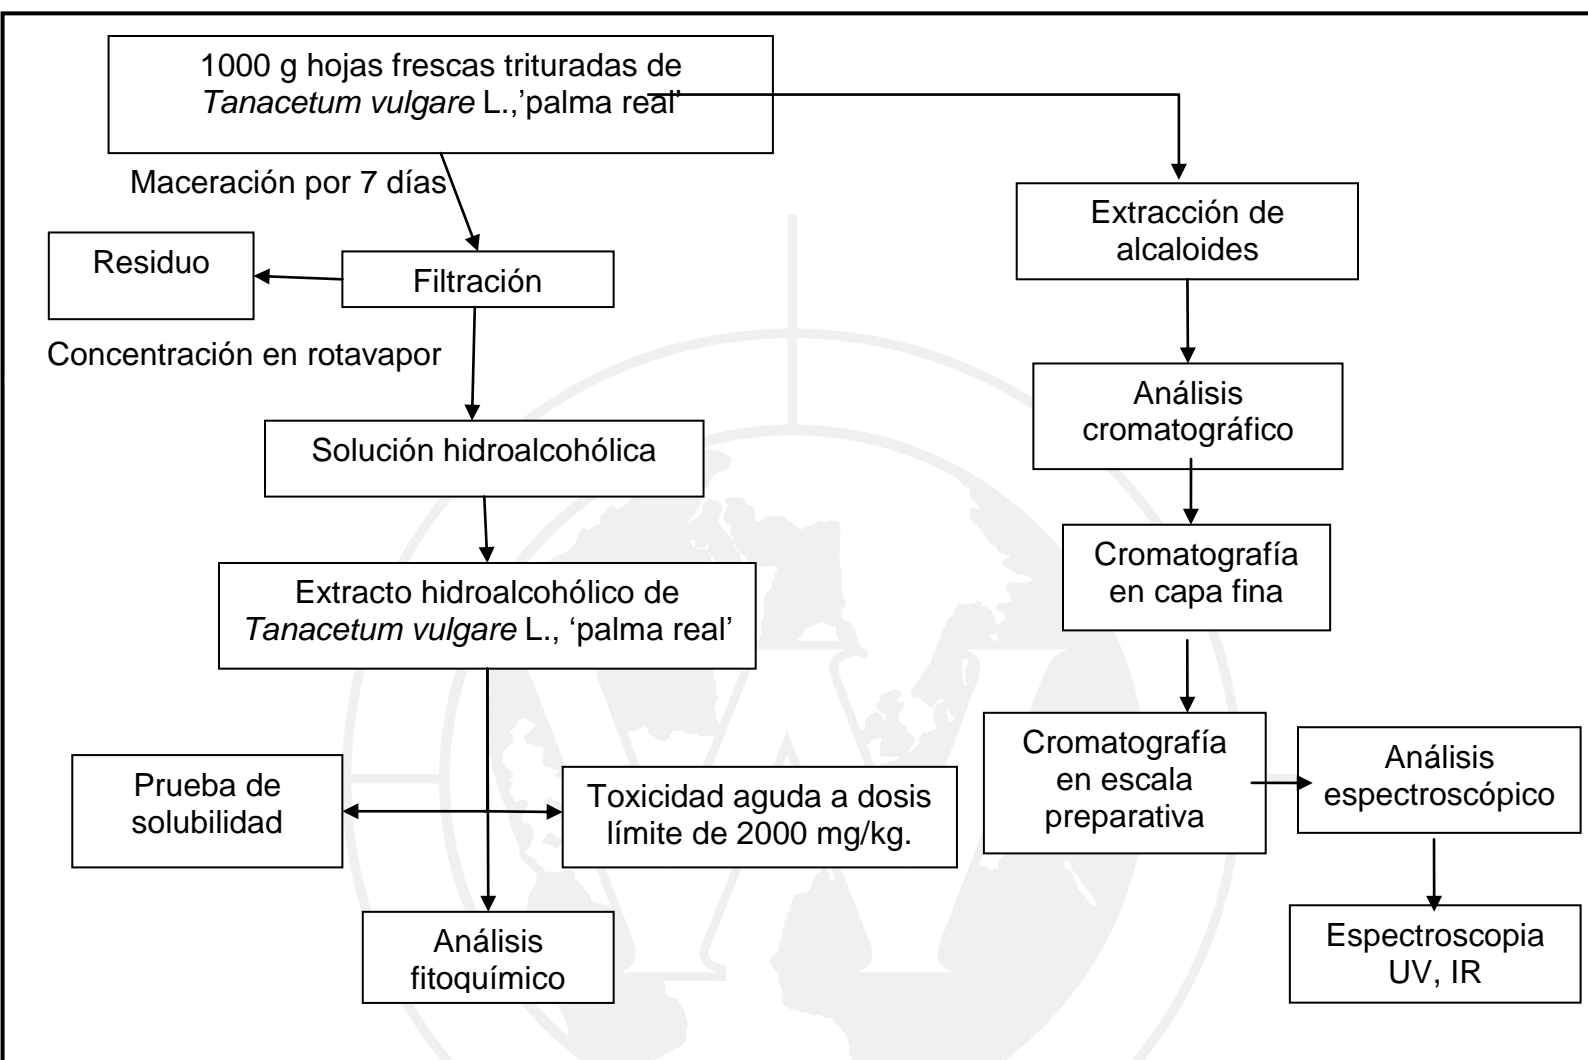 1000 g hojas frescas trituradas de
Tanacetum vulgare L.,’palma real’
Maceración por 7 días
Residuo
Filtración
Concentración en rotavapor
Solución hidroalcohólica
Extracto hidroalcohólico de
Tanacetum vulgare L., ‘palma real’
Prueba de
solubilidad
Toxicidad aguda a dosis
límite de 2000 mg/kg.
Análisis
fitoquímico
Extracción de
alcaloides
Análisis
cromatográfico
Cromatografía
en capa fina
Cromatografía
en escala
preparativa
Análisis
espectroscópico
Espectroscopia
UV, IR